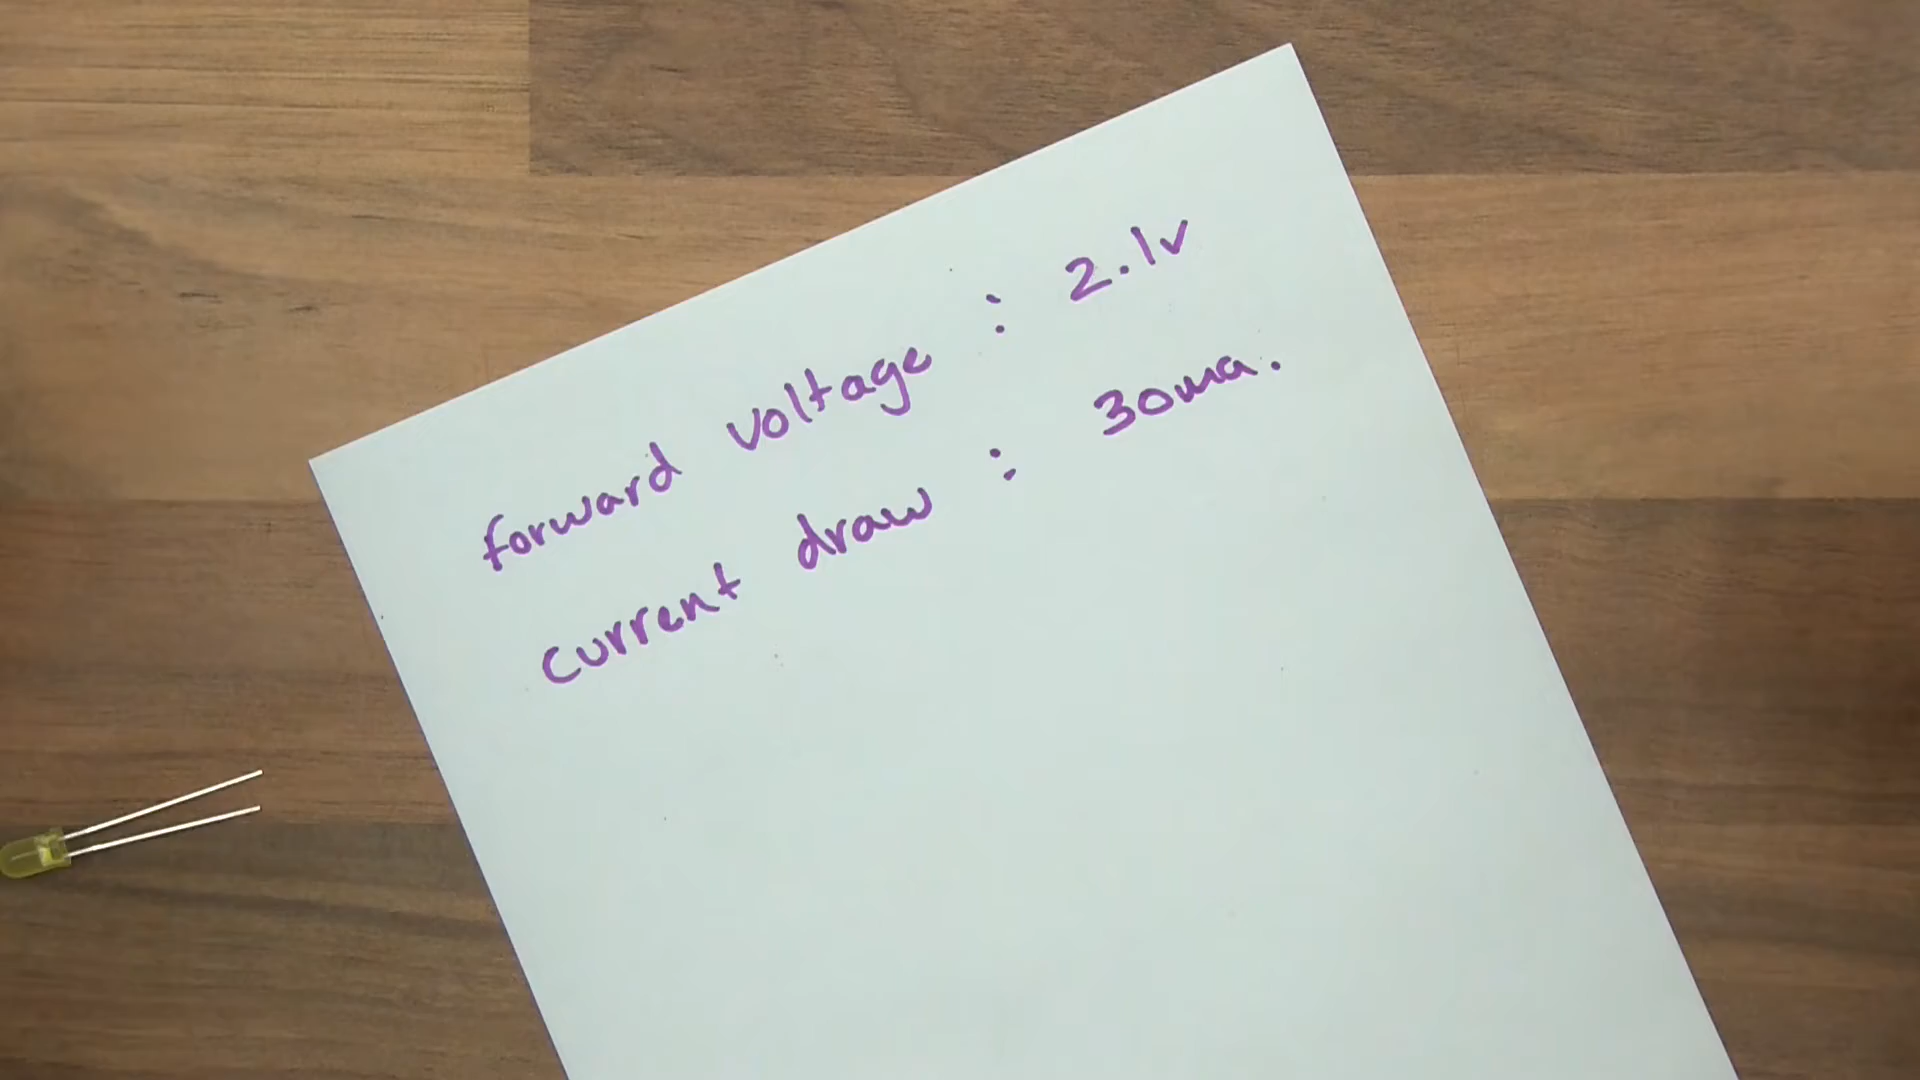 forward voltage : 2.1v
current draw : 30ma.